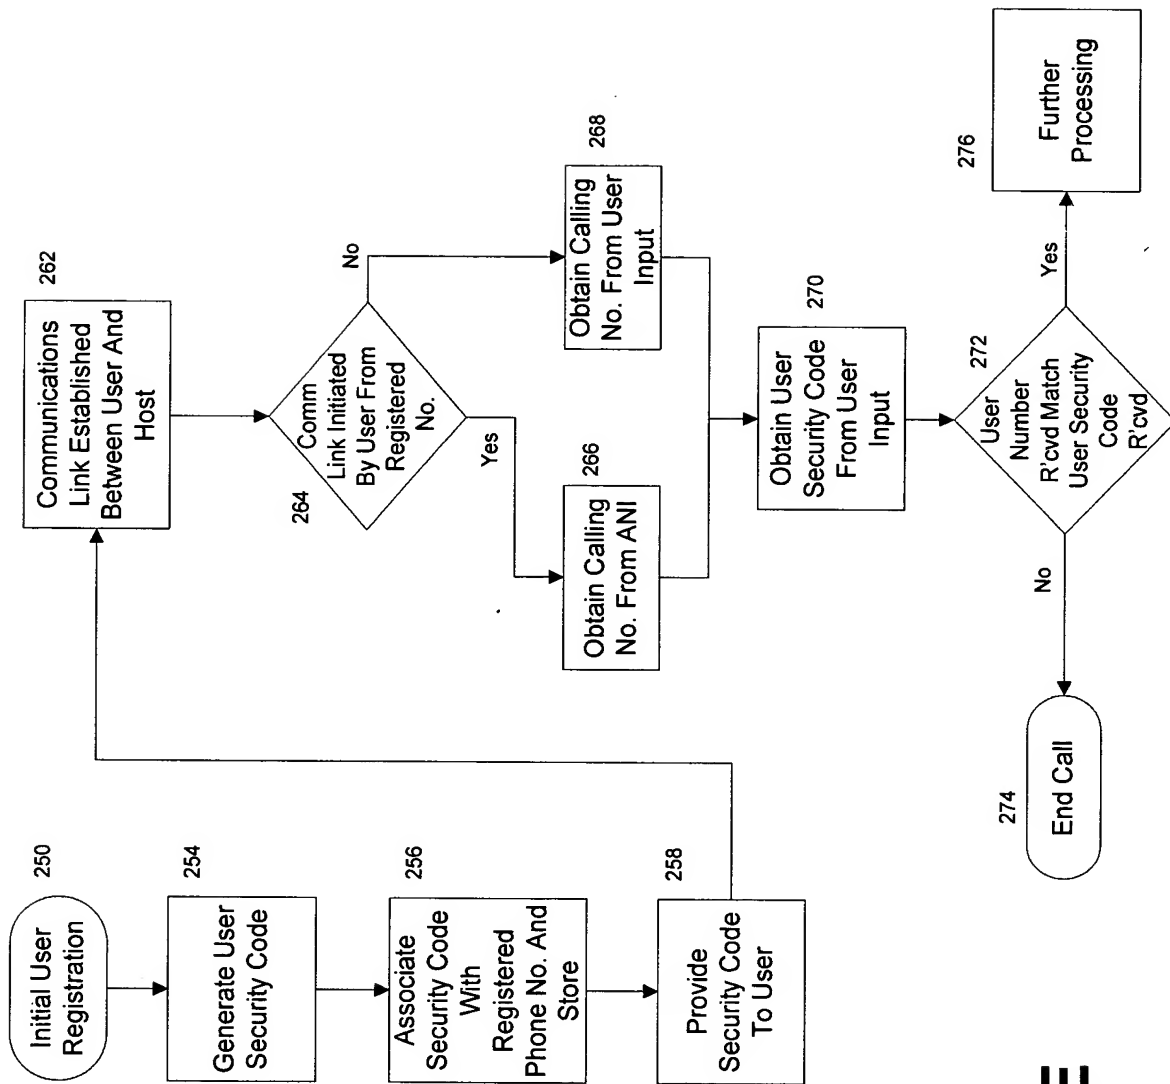 250
Initial User
Registration
254
Generate User
Security Code
256
Associate
Security Code
With
Registered
Phone No. And
Store
258
Provide
Security Code
To User
262
Communications
Link Established
Between User And
Host
264
Comm
Link Initiated
By User From
Registered
No.
Yes
No
266
Obtain Calling
No. From ANI
268
Obtain Calling
No. From User
Input
270
Obtain User
Security Code
From User
Input
272
User
Number
R'cvd Match
User Security
Code
R'cvd
No
Yes
274
End Call
276
Further
Processing